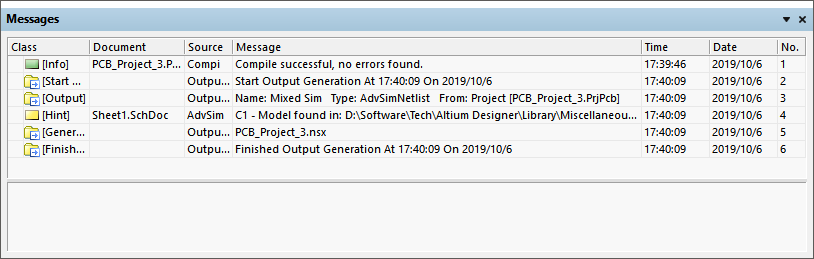 Messages
Class Document Source Message Time Date No.
[Info] PCB_Project_3.P... Compi Compile successful, no errors found. 17:39:46 2019/10/6 1
[Start ... Outpu... Start Output Generation At 17:40:09 On 2019/10/6 17:40:09 2019/10/6 2
[Output] Outpu... Name: Mixed Sim Type: AdvSimNetlist From: Project [PCB_Project_3.PrjPcb] 17:40:09 2019/10/6 3
[Hint] Sheet1.SchDoc AdvSim C1 - Model found in: D:\Software\Tech\Altium Designer\Library\Miscellaneou... 17:40:09 2019/10/6 4
[Gener... Outpu... PCB_Project_3.nsx 17:40:09 2019/10/6 5
[Finish... Outpu... Finished Output Generation At 17:40:09 On 2019/10/6 17:40:09 2019/10/6 6